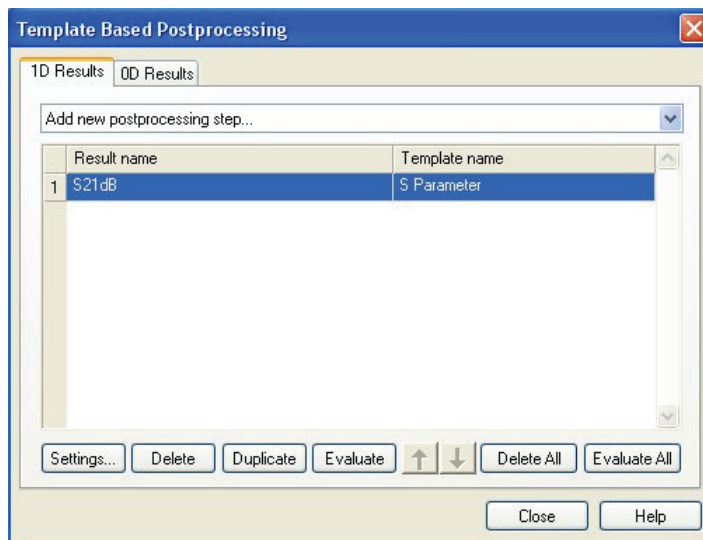 Template Based Postprocessing
1D Results 0D Results
Add new postprocessing step...
Result name Template name
1 S21dB S Parameter
Settings... Delete Duplicate Evaluate Delete All Evaluate All
Close Help